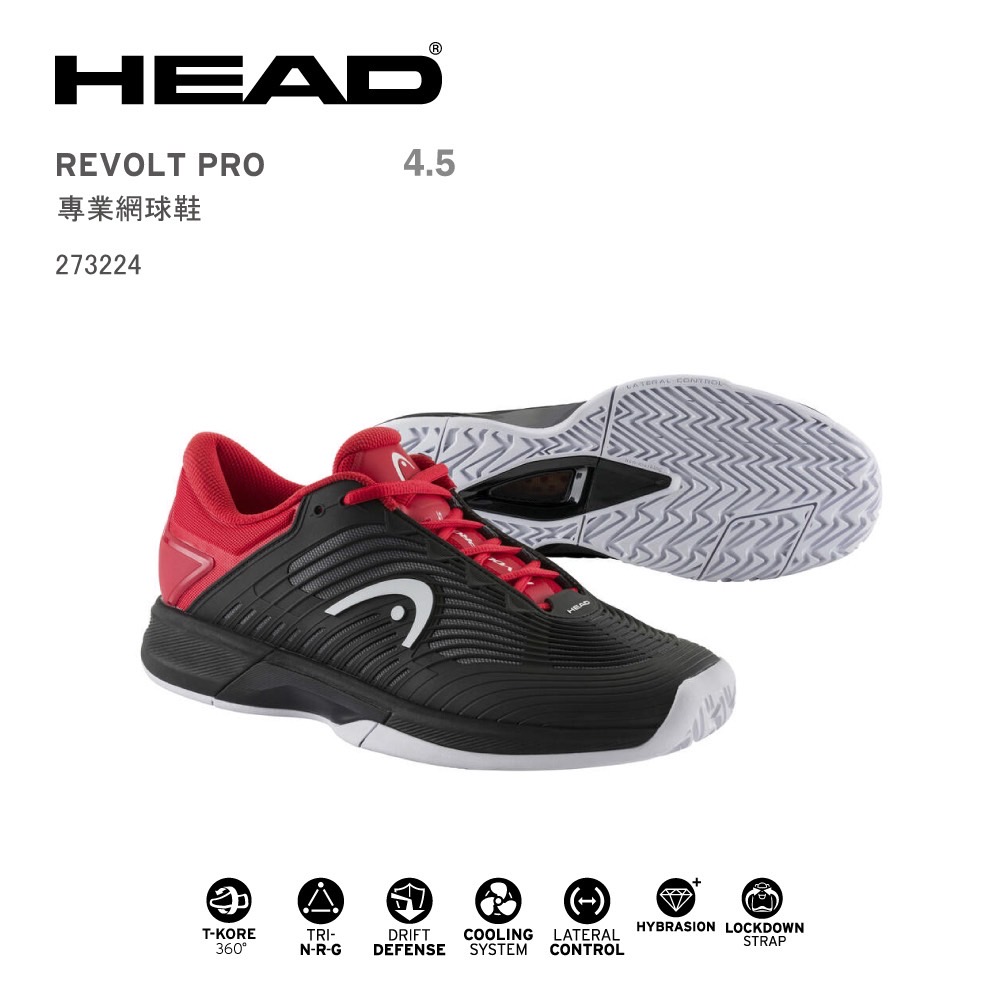 HEAD®
REVOLT PRO 4.5
專業網球鞋
273224
LATERAL-CONTROL
HEAD
T-KORE
360°
TRI-
N-R-G
DRIFT
DEFENSE
COOLING
SYSTEM
LATERAL
CONTROL
HYBRASION
+
LOCKDOWN
STRAP